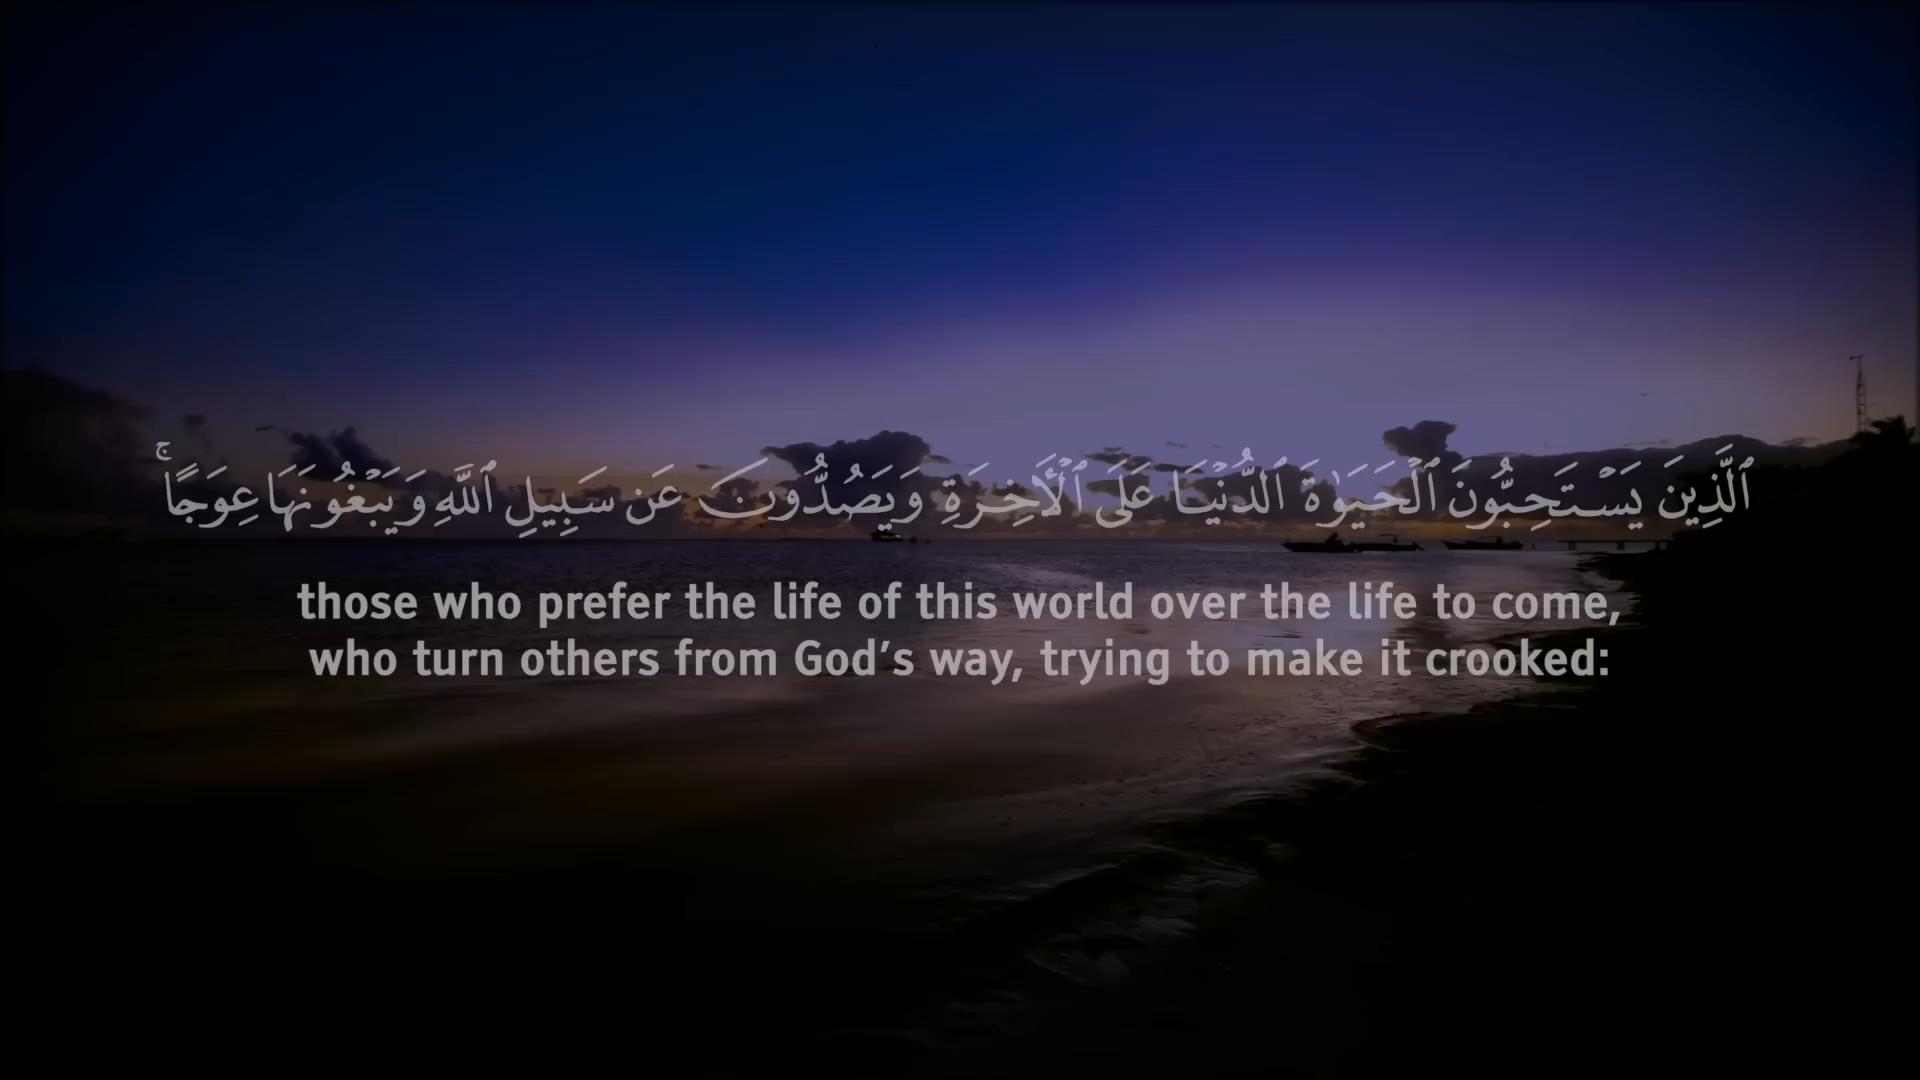 ٱلَّذِينَ يَسْتَحِبُّونَ ٱلْحَيَوٰةَ ٱلدُّنْيَا عَلَى ٱلْأَخِرَةِ وَيَصُدُّونَ عَن سَبِيلِ ٱللَّهِ وَيَبْغُونَهَا عِوَجًا ۚ
those who prefer the life of this world over the life to come,
who turn others from God’s way, trying to make it crooked: